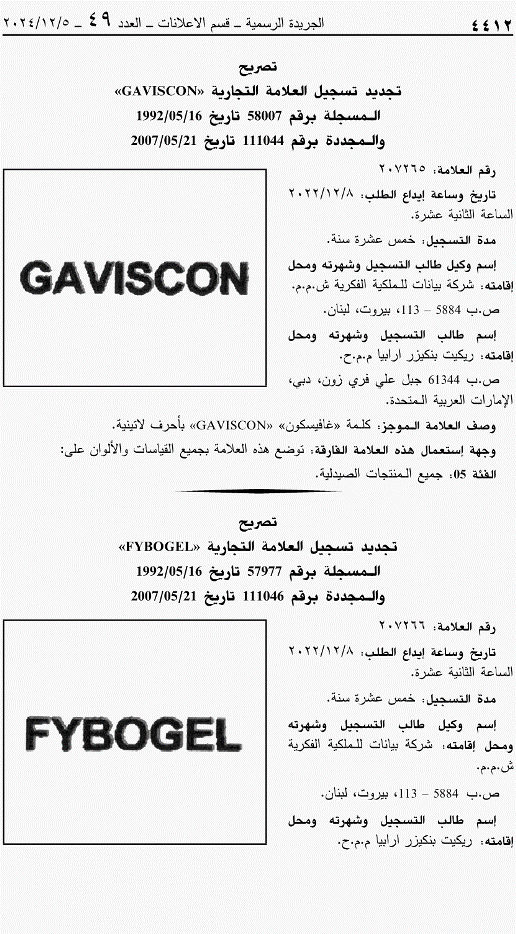 ٤٤١٢ الجريدة الرسمية ــ قسم الاعلانات ــ العدد ٤٩ ــ ٢٠٢٤/١٢/٥
تصريح
تجديد تسجيل العلامة التجارية «GAVISCON»
المسجلة برقم 58007 تاريخ 1992/05/16
والمجددة برقم 111044 تاريخ 2007/05/21
رقم العلامة: ٢٠٧٢٦٥
تاريخ وساعة إيداع الطلب: ٢٠٢٢/١٢/٨
الساعة الثانية عشرة.
مدة التسجيل: خمس عشرة سنة.
إسم وكيل طالب التسجيل وشهرته ومحل
إقامته: شركة بيانات للملكية الفكرية ش.م.م.
ص.ب 5884 – 113، بيروت، لبنان.
إسم طالب التسجيل وشهرته ومحل
إقامته: ريكيت بنكيزر ارابيا م.م.ح.
ص.ب 61344 جبل علي فري زون، دبي،
الإمارات العربية المتحدة.
GAVISCON
وصف العلامة الموجز: كلمة «غافيسكون» «GAVISCON» بأحرف لاتينية.
وجهة إستعمال هذه العلامة الفارقة: توضع هذه العلامة بجميع القياسات والألوان على:
الفئة 05: جميع المنتجات الصيدلية.
تصريح
تجديد تسجيل العلامة التجارية «FYBOGEL»
المسجلة برقم 57977 تاريخ 1992/05/16
والمجددة برقم 111046 تاريخ 2007/05/21
رقم العلامة: ٢٠٧٢٦٦
تاريخ وساعة إيداع الطلب: ٢٠٢٢/١٢/٨
الساعة الثانية عشرة.
مدة التسجيل: خمس عشرة سنة.
إسم وكيل طالب التسجيل وشهرته
ومحل إقامته: شركة بيانات للملكية الفكرية
ش.م.م.
ص.ب 5884 – 113، بيروت، لبنان.
إسم طالب التسجيل وشهرته ومحل
إقامته: ريكيت بنكيزر ارابيا م.م.ح.
FYBOGEL